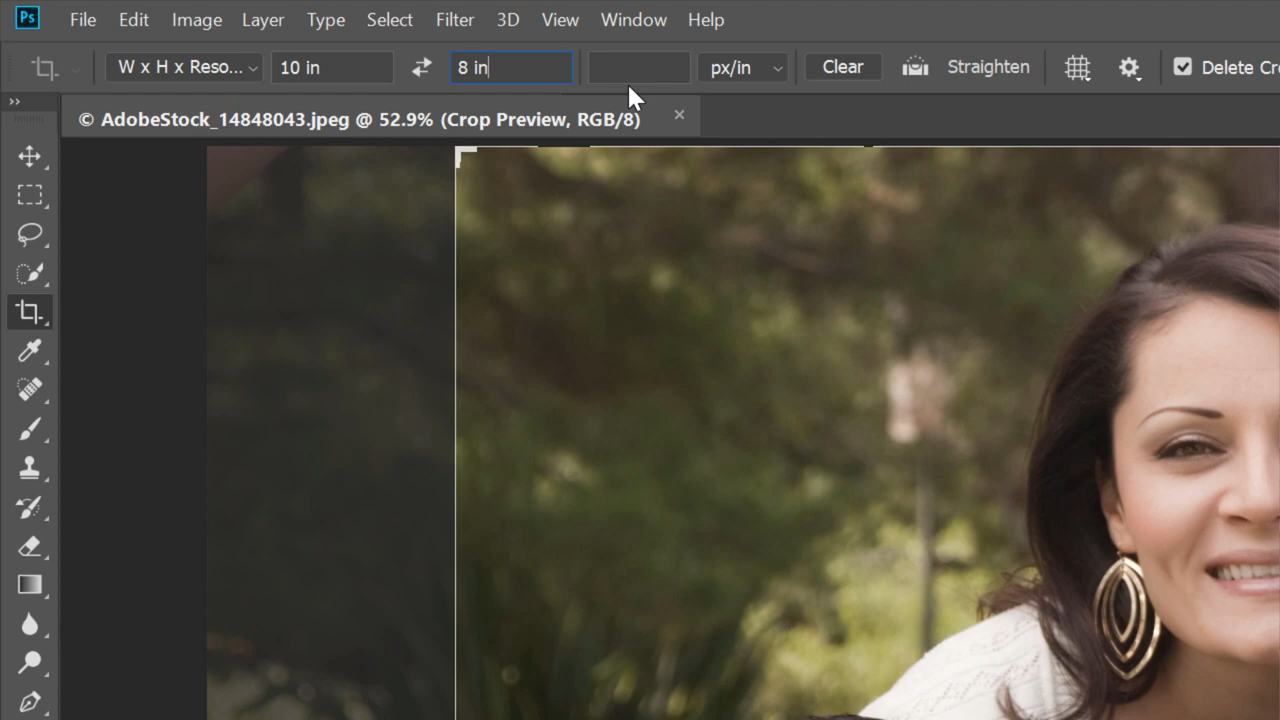 Ps File Edit Image Layer Type Select Filter 3D View Window Help
W x H x Reso... 10 in 8 in px/in Clear Straighten Delete Cr
© AdobeStock_14848043.jpeg @ 52.9% (Crop Preview, RGB/8)